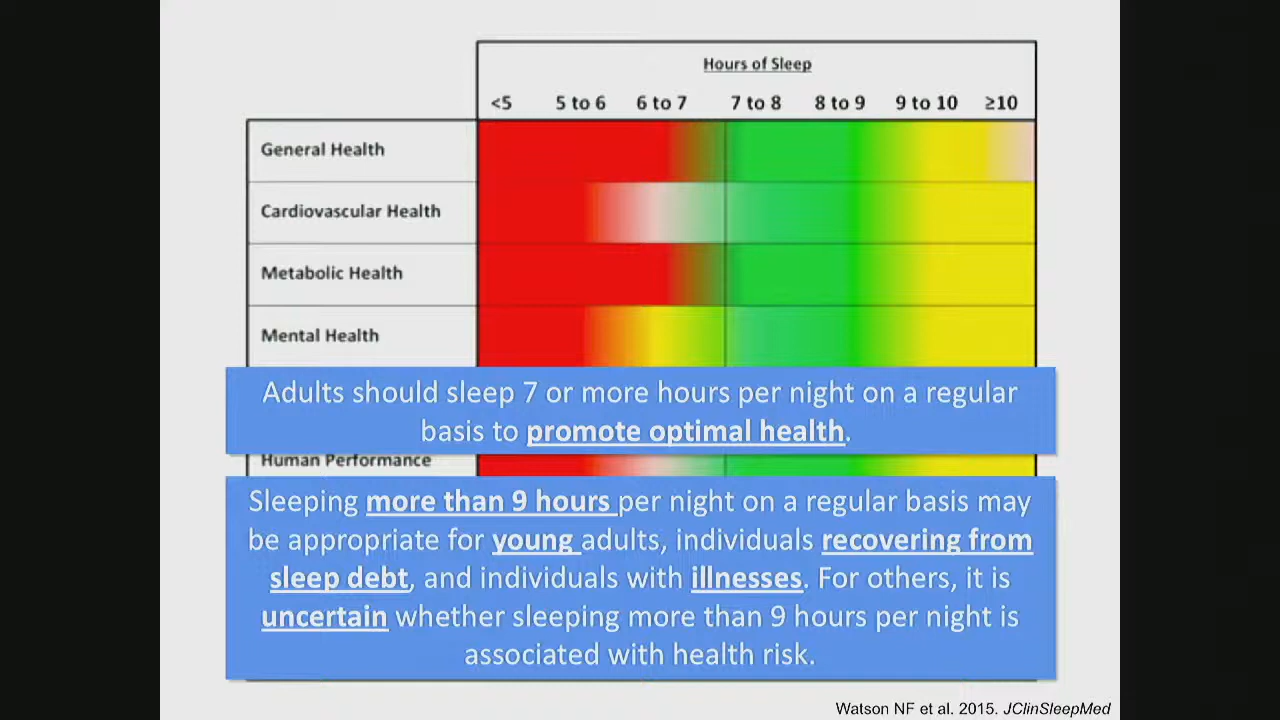 Hours of Sleep
<5 5 to 6 6 to 7 7 to 8 8 to 9 9 to 10 ≥10
General Health
Cardiovascular Health
Metabolic Health
Mental Health
Adults should sleep 7 or more hours per night on a regular
basis to promote optimal health.
Human Performance
Sleeping more than 9 hours per night on a regular basis may
be appropriate for young adults, individuals recovering from
sleep debt, and individuals with illnesses. For others, it is
uncertain whether sleeping more than 9 hours per night is
associated with health risk.
Watson NF et al. 2015. JClinSleepMed